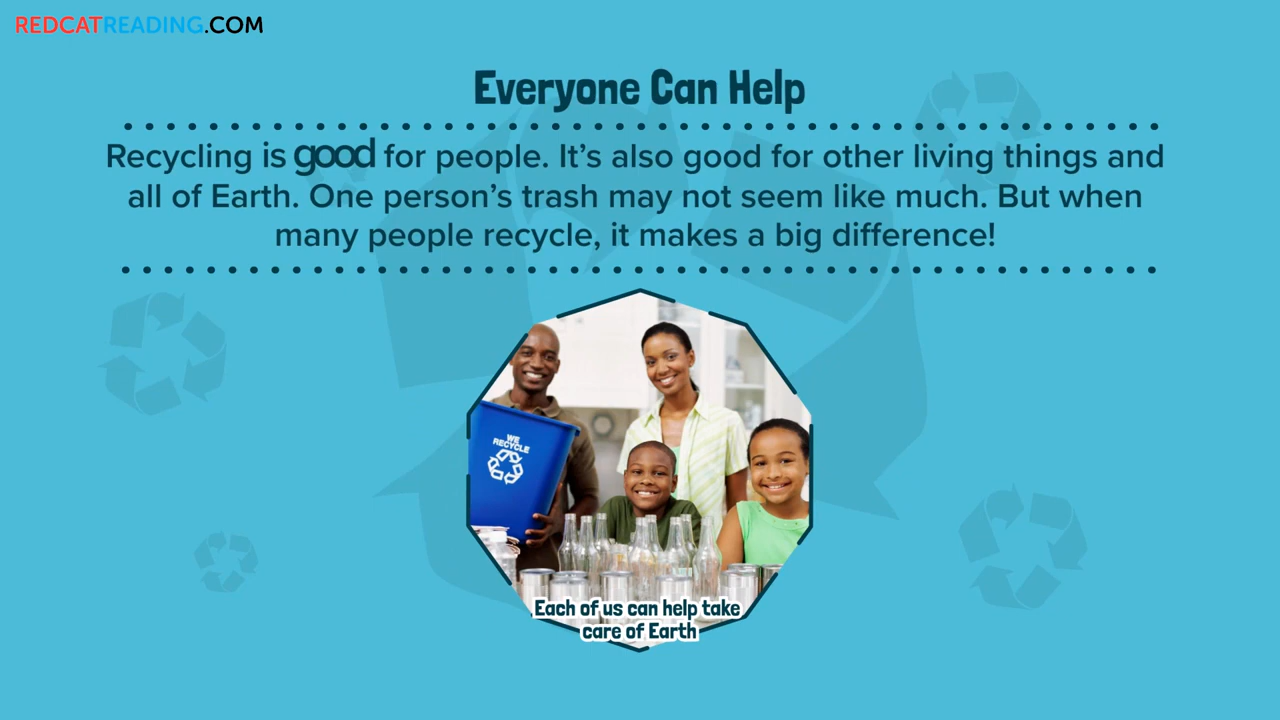 REDCATREADING.COM
Everyone Can Help
Recycling is good for people. It's also good for other living things and
all of Earth. One person's trash may not seem like much. But when
many people recycle, it makes a big difference!
WE
RECYCLE
Each of us can help take
care of Earth